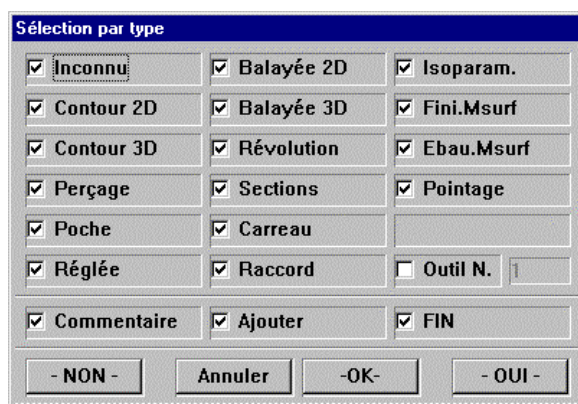 Sélection par type
Inconnu Balayée 2D Isoparam.
Contour 2D Balayée 3D Fini.Msurf
Contour 3D Révolution Ebau.Msurf
Perçage Sections Pointage
Poche Carreau
Réglée Raccord Outil N. 1
Commentaire Ajouter FIN
- NON - Annuler -OK- - OUI -